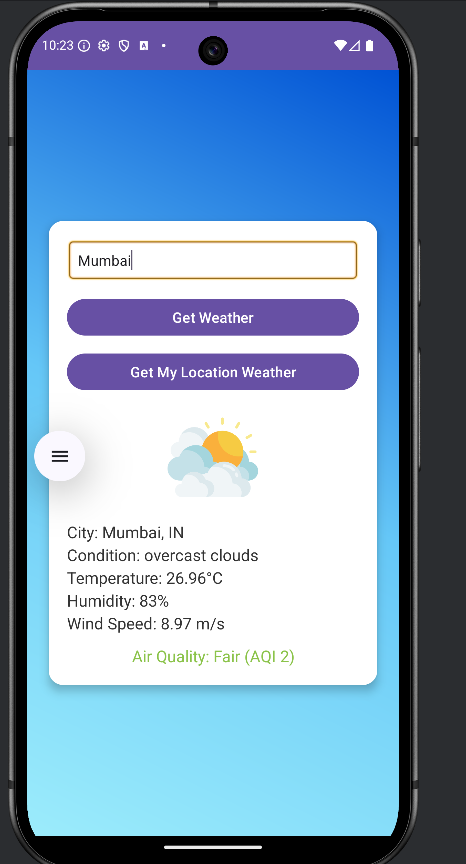 10:23
Mumbai
Get Weather
Get My Location Weather
City: Mumbai, IN
Condition: overcast clouds
Temperature: 26.96°C
Humidity: 83%
Wind Speed: 8.97 m/s
Air Quality: Fair (AQI 2)